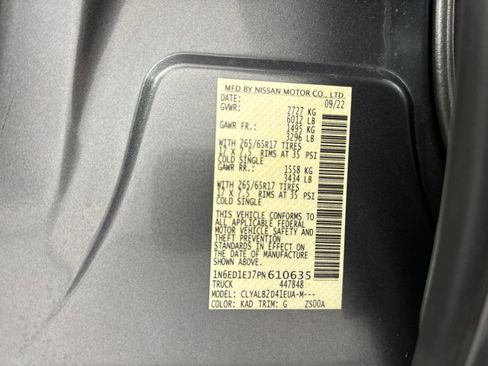 MFD BY NISSAN MOTOR CO., LTD.
DATE: 09/22
GVWR: 2727 KG
6012 LB
GAWR FR.: 1495 KG
3296 LB
WITH 265/65R17 TIRES
17 X 7.5 RIMS AT 35 PSI
COLD SINGLE
GAWR RR.: 1558 KG
3434 LB
WITH 265/65R17 TIRES
17 X 7.5 RIMS AT 35 PSI
COLD SINGLE
THIS VEHICLE CONFORMS TO
ALL APPLICABLE FEDERAL
MOTOR VEHICLE SAFETY AND
THEFT PREVENTION
STANDARDS IN EFFECT ON
THE DATE OF MANUFACTURE
SHOWN ABOVE.
1N6ED1EJ7PN610635
TRUCK 447848
MODEL: CLYALB2D41EUA-M---
COLOR: KAD TRIM: G ZS00A